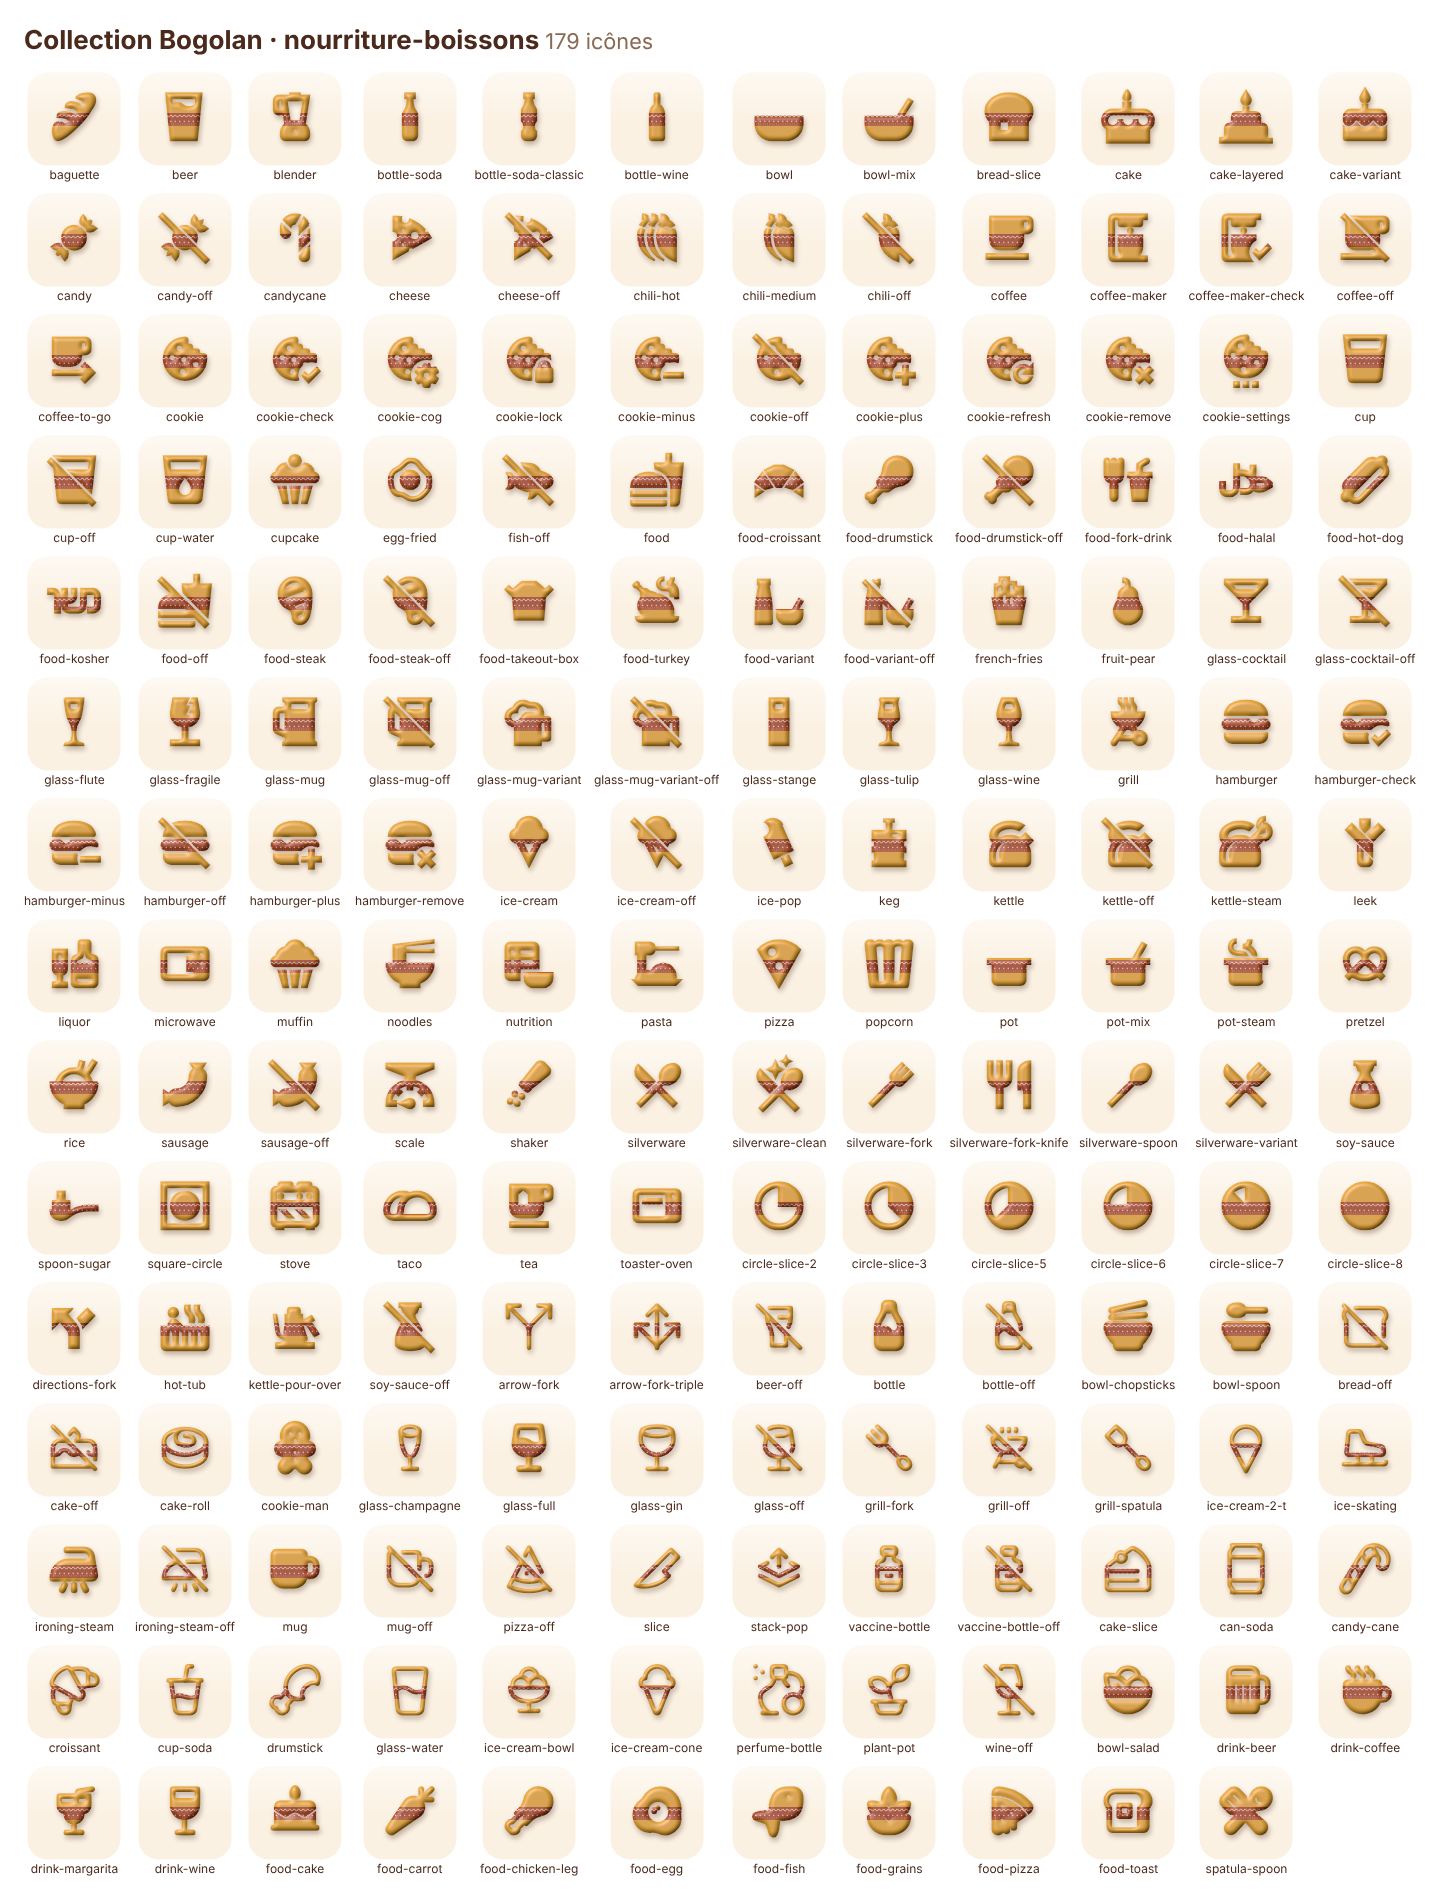 Collection Bogolan · nourriture-boissons 179 icônes
baguette beer blender bottle-soda bottle-soda-classic bottle-wine bowl bowl-mix bread-slice cake cake-layered cake-variant
candy candy-off candycane cheese cheese-off chili-hot chili-medium chili-off coffee coffee-maker coffee-maker-check coffee-off
coffee-to-go cookie cookie-check cookie-cog cookie-lock cookie-minus cookie-off cookie-plus cookie-refresh cookie-remove cookie-settings cup
cup-off cup-water cupcake egg-fried fish-off food food-croissant food-drumstick food-drumstick-off food-fork-drink food-halal food-hot-dog
food-kosher food-off food-steak food-steak-off food-takeout-box food-turkey food-variant food-variant-off french-fries fruit-pear glass-cocktail glass-cocktail-off
glass-flute glass-fragile glass-mug glass-mug-off glass-mug-variant glass-mug-variant-off glass-stange glass-tulip glass-wine grill hamburger hamburger-check
hamburger-minus hamburger-off hamburger-plus hamburger-remove ice-cream ice-cream-off ice-pop keg kettle kettle-off kettle-steam leek
liquor microwave muffin noodles nutrition pasta pizza popcorn pot pot-mix pot-steam pretzel
rice sausage sausage-off scale shaker silverware silverware-clean silverware-fork silverware-fork-knife silverware-spoon silverware-variant soy-sauce
spoon-sugar square-circle stove taco tea toaster-oven circle-slice-2 circle-slice-3 circle-slice-5 circle-slice-6 circle-slice-7 circle-slice-8
directions-fork hot-tub kettle-pour-over soy-sauce-off arrow-fork arrow-fork-triple beer-off bottle bottle-off bowl-chopsticks bowl-spoon bread-off
cake-off cake-roll cookie-man glass-champagne glass-full glass-gin glass-off grill-fork grill-off grill-spatula ice-cream-2-t ice-skating
ironing-steam ironing-steam-off mug mug-off pizza-off slice stack-pop vaccine-bottle vaccine-bottle-off cake-slice can-soda candy-cane
croissant cup-soda drumstick glass-water ice-cream-bowl ice-cream-cone perfume-bottle plant-pot wine-off bowl-salad drink-beer drink-coffee
drink-margarita drink-wine food-cake food-carrot food-chicken-leg food-egg food-fish food-grains food-pizza food-toast spatula-spoon